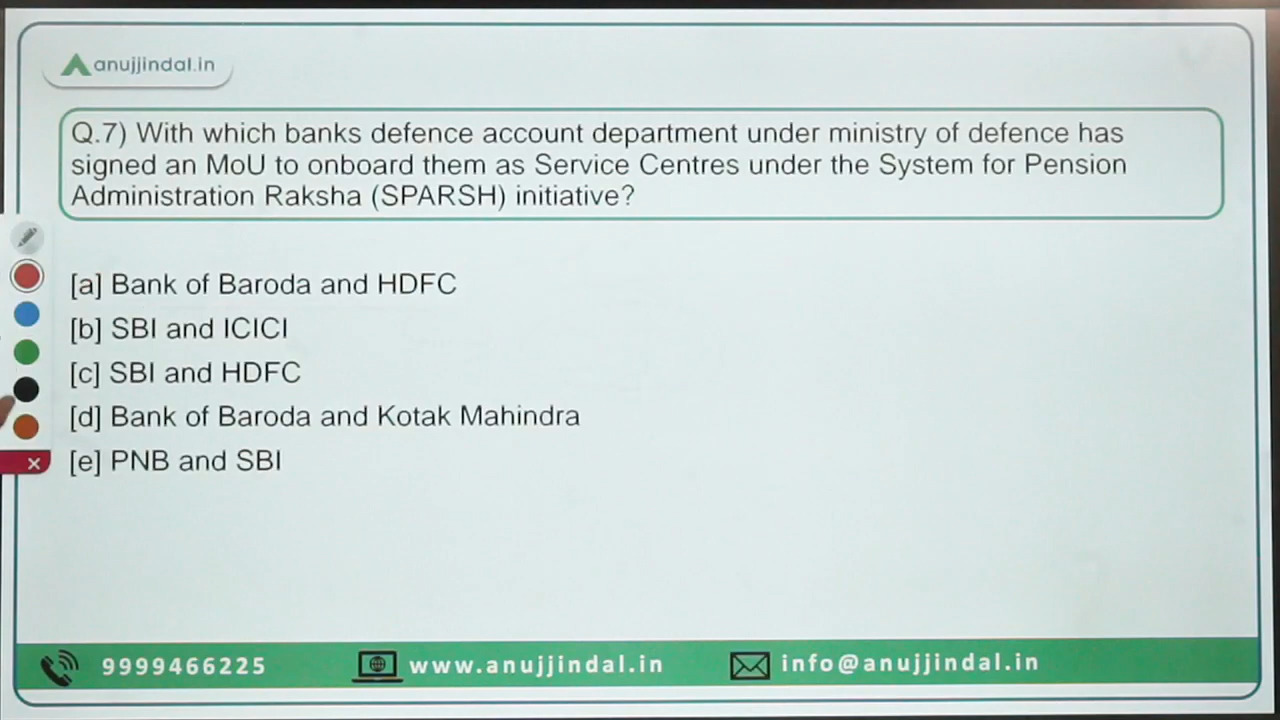 anujjindal.in
Q.7) With which banks defence account department under ministry of defence has
signed an MoU to onboard them as Service Centres under the System for Pension
Administration Raksha (SPARSH) initiative?
[a] Bank of Baroda and HDFC
[b] SBI and ICICI
[c] SBI and HDFC
[d] Bank of Baroda and Kotak Mahindra
[e] PNB and SBI
9999466225 www.anujjindal.in info@anujjindal.in